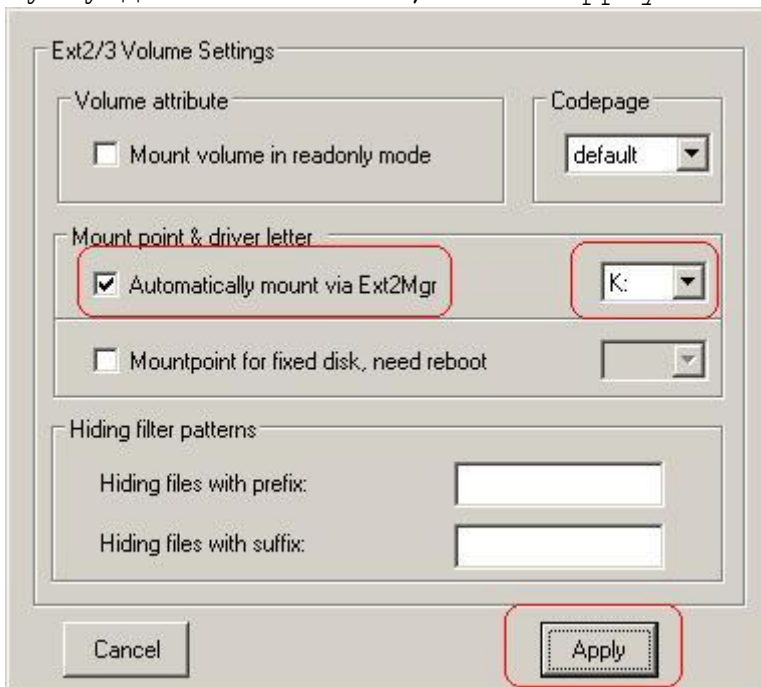 Ext2/3 Volume Settings
Volume attribute
Mount volume in readonly mode
Codepage
default
Mount point & driver letter
Automatically mount via Ext2Mgr
K:
Mountpoint for fixed disk, need reboot
Hiding filter patterns
Hiding files with prefix:
Hiding files with suffix:
Cancel
Apply